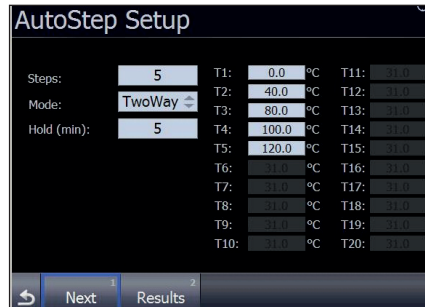 AutoStep Setup
Steps: 5
Mode: TwoWay
Hold (min): 5
T1: 0.0 °C
T2: 40.0 °C
T3: 80.0 °C
T4: 100.0 °C
T5: 120.0 °C
T6: 31.0 °C
T7: 31.0 °C
T8: 31.0 °C
T9: 31.0 °C
T10: 31.0 °C
T11: 31.0
T12: 31.0
T13: 31.0
T14: 31.0
T15: 31.0
T16: 31.0
T17: 31.0
T18: 31.0
T19: 31.0
T20: 31.0
Next 1
Results 2